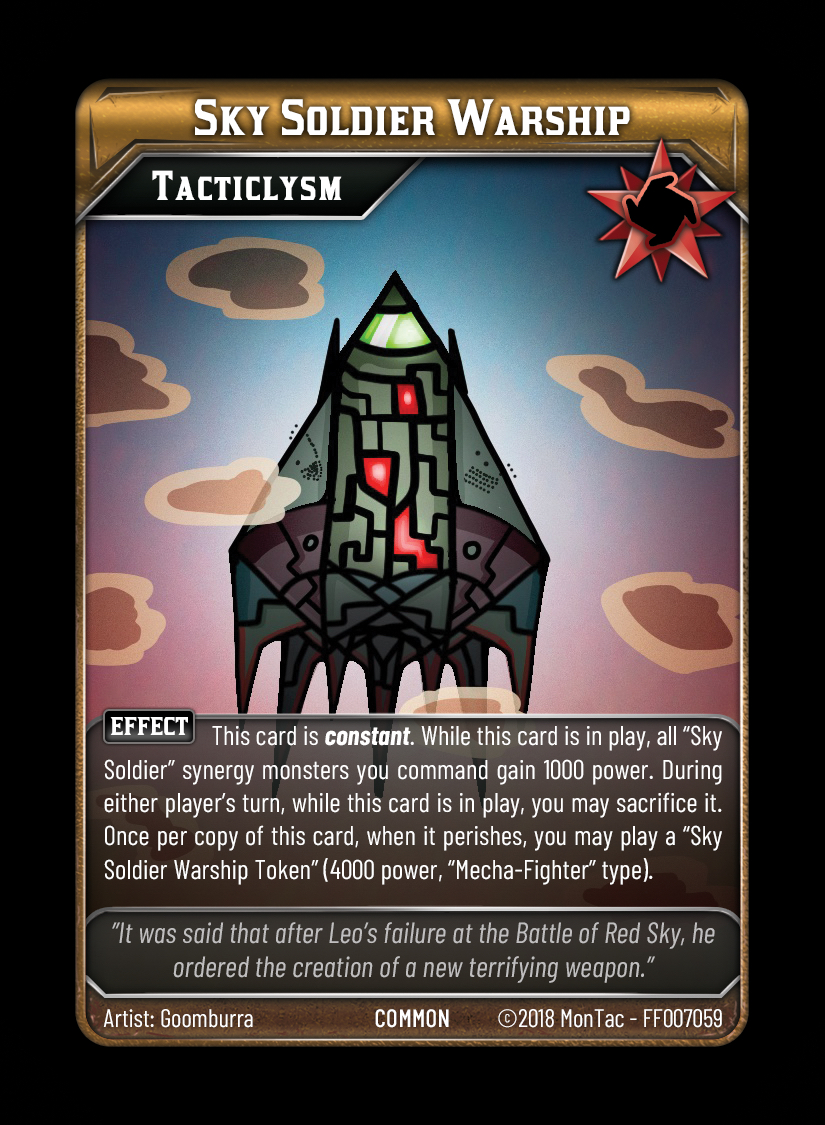 Sky Soldier Warship
Tacticlysm
EFFECT This card is constant. While this card is in play, all “Sky
Soldier” synergy monsters you command gain 1000 power. During
either player’s turn, while this card is in play, you may sacrifice it.
Once per copy of this card, when it perishes, you may play a “Sky
Soldier Warship Token” (4000 power, “Mecha-Fighter” type).
“It was said that after Leo’s failure at the Battle of Red Sky, he
ordered the creation of a new terrifying weapon.”
Artist: Goomburra COMMON ©2018 MonTac - FF007059